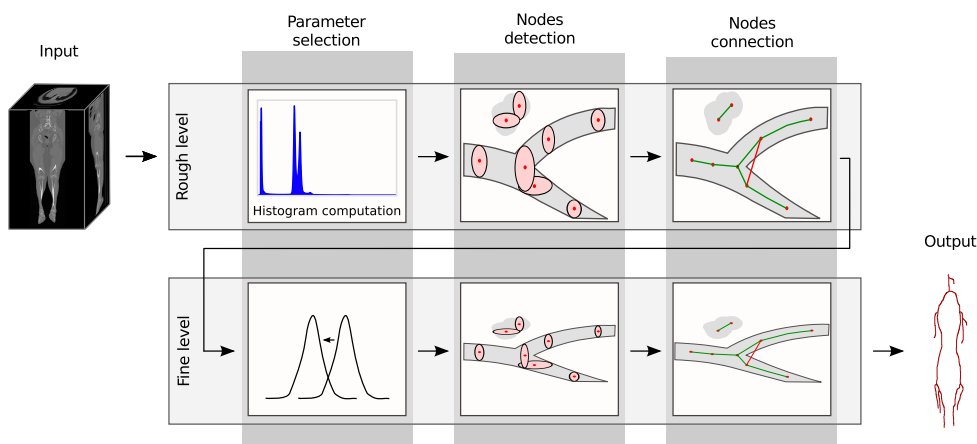 Input
Parameter
selection
Nodes
detection
Nodes
connection
Rough level
Histogram computation
Fine level
Output